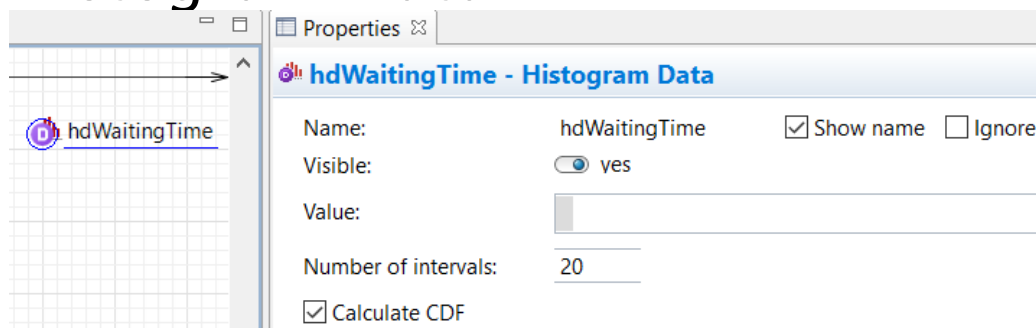 Properties
hdWaitingTime - Histogram Data
hdWaitingTime
Name: hdWaitingTime Show name Ignore
Visible: yes
Value:
Number of intervals: 20
Calculate CDF